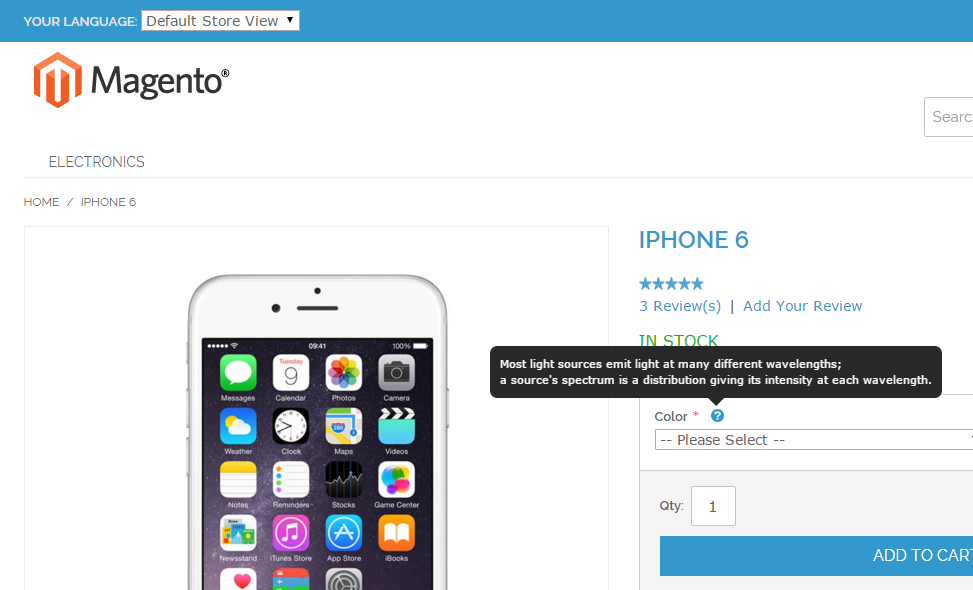 YOUR LANGUAGE: Default Store View
Magento®
Searc
ELECTRONICS
HOME / IPHONE 6
IPHONE 6
3 Review(s) | Add Your Review
IN STOCK
Most light sources emit light at many different wavelengths;
a source's spectrum is a distribution giving its intensity at each wavelength.
Color * ?
-- Please Select --
Qty: 1
ADD TO CART
09:41 100%
Tuesday
9
Messages Calendar Photos Camera
280
Weather Clock Maps Videos
Notes Reminders Stocks Game Center
Newsstand iTunes Store App Store iBooks